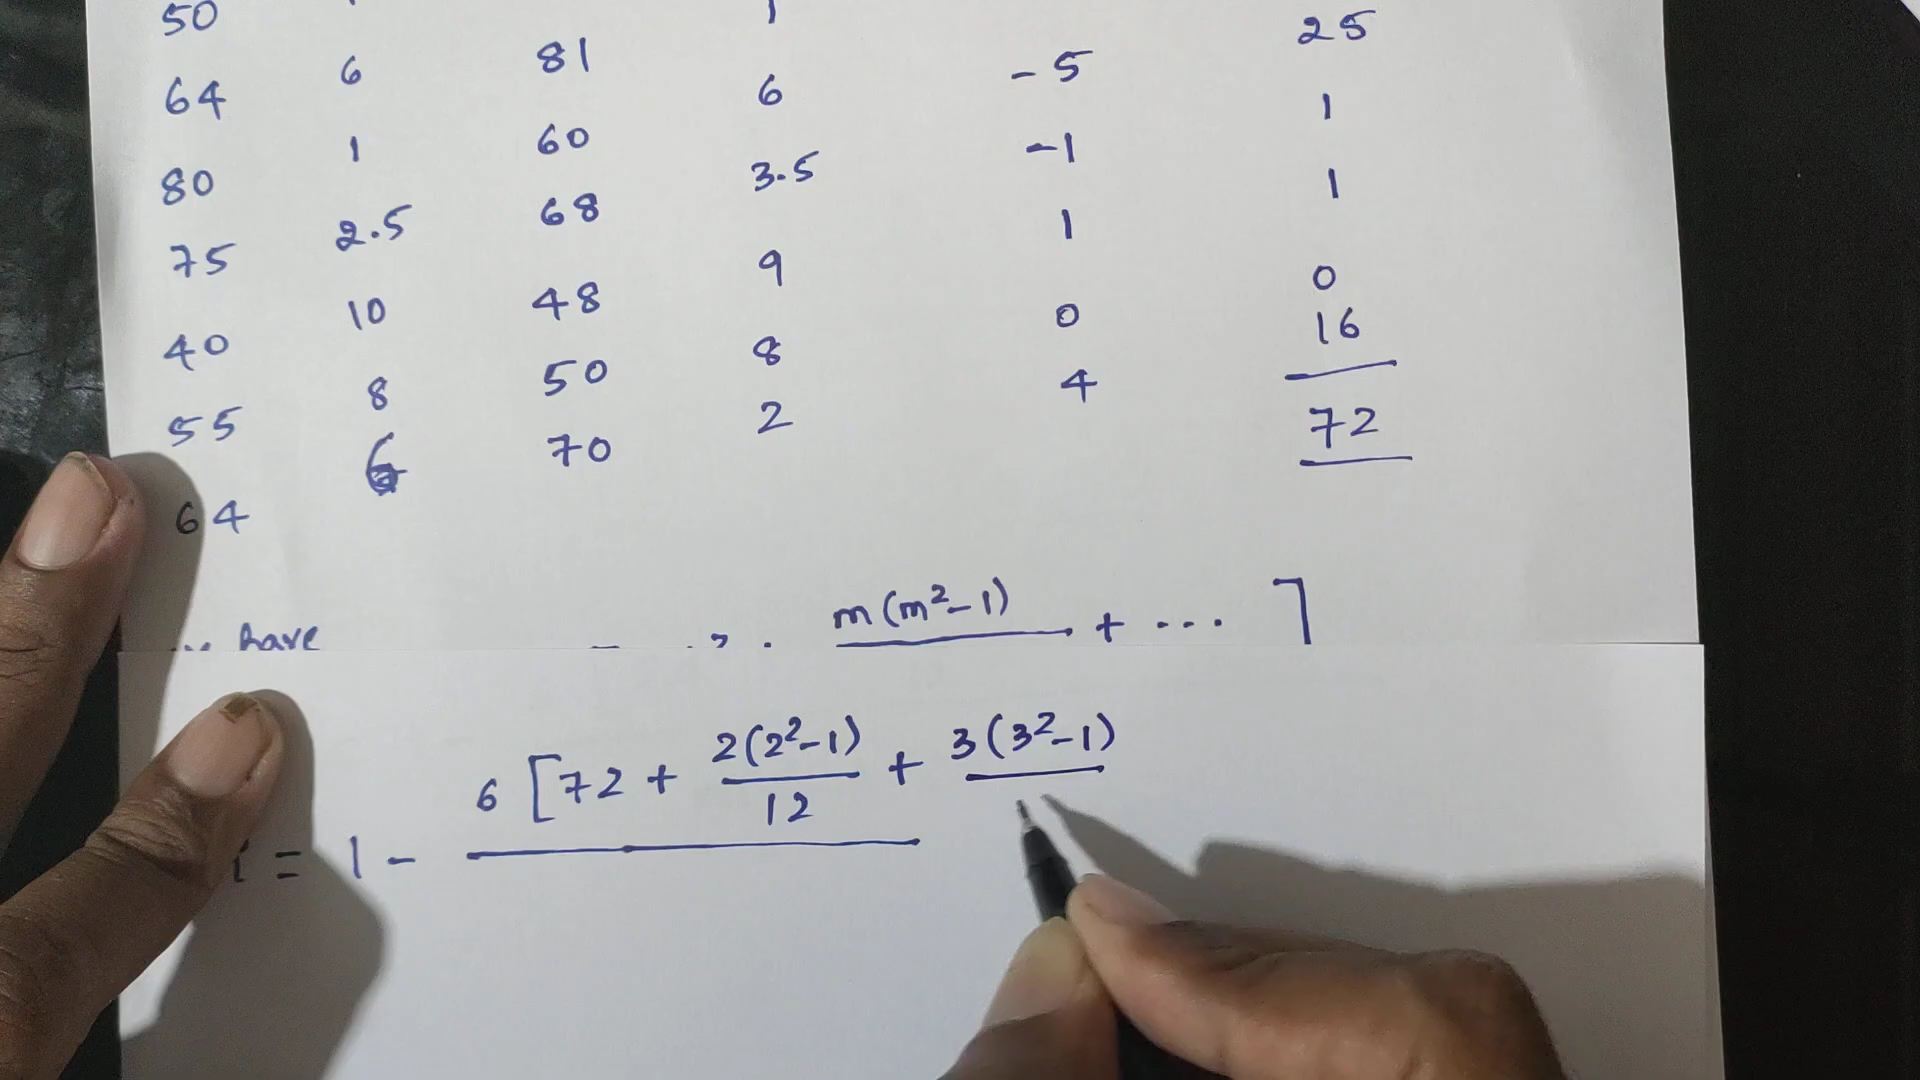 50 1 25
64 6 81 6 -5 1
80 1 60 3.5 -1 1
75 2.5 68 9 1 0
40 10 48 8 0 16
55 8 50 2 4 72
64 6 70
have m(m²-1) + ... ]
6 [72 + 2(2²-1)/12 + 3(3²-1)
= 1 -